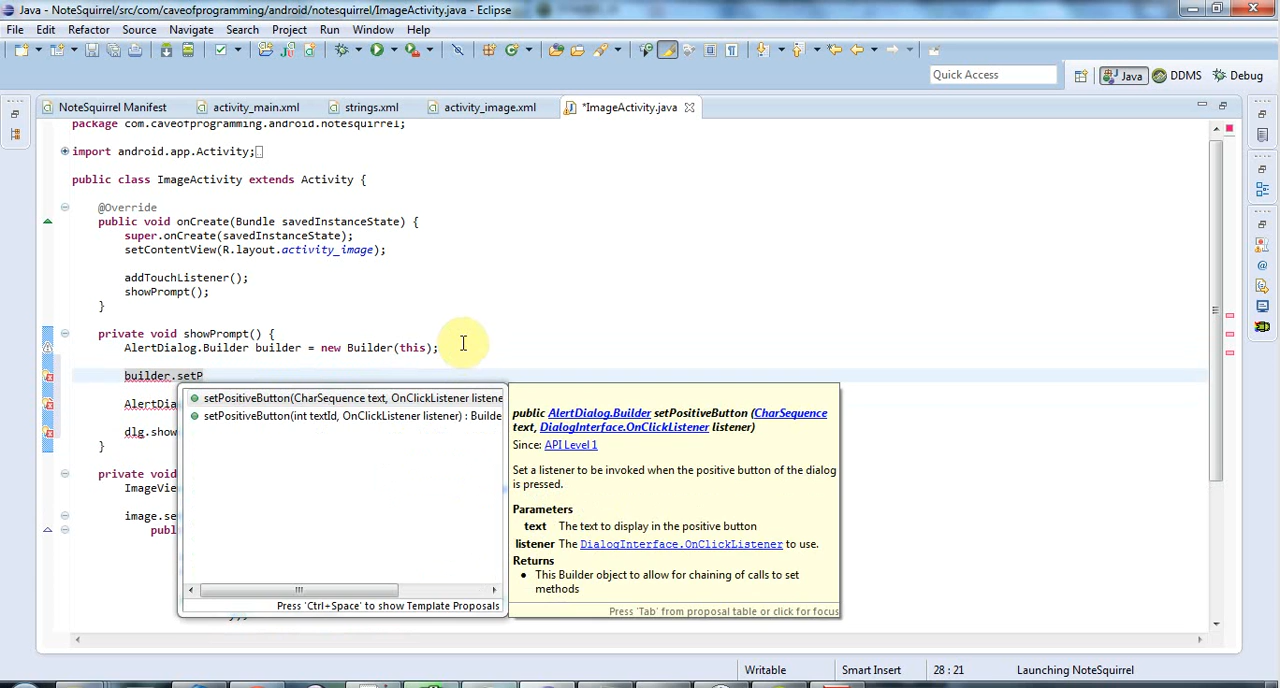 Java - NoteSquirrel/src/com/caveofprogramming/android/notesquirrel/ImageActivity.java - Eclipse
File Edit Refactor Source Navigate Search Project Run Window Help
Quick Access Java DDMS Debug
NoteSquirrel Manifest activity_main.xml strings.xml activity_image.xml *ImageActivity.java
package com.caveofprogramming.android.notesquirrel;
import android.app.Activity;
public class ImageActivity extends Activity {
@Override
public void onCreate(Bundle savedInstanceState) {
super.onCreate(savedInstanceState);
setContentView(R.layout.activity_image);
addTouchListener();
showPrompt();
}
private void showPrompt() {
AlertDialog.Builder builder = new Builder(this);
builder.setP
setPositiveButton(CharSequence text, OnClickListener listene
setPositiveButton(int textId, OnClickListener listener) : Builde
public AlertDialog.Builder setPositiveButton (CharSequence
text, DialogInterface.OnClickListener listener)
Since: API Level 1
Set a listener to be invoked when the positive button of the dialog
is pressed.
Parameters
text The text to display in the positive button
listener The DialogInterface.OnClickListener to use.
Returns
• This Builder object to allow for chaining of calls to set
methods
Press 'Ctrl+Space' to show Template Proposals
Press 'Tab' from proposal table or click for focus
AlertDia
dlg.show
}
private void
ImageView
image.se
publ
Writable Smart Insert 28 : 21 Launching NoteSquirrel